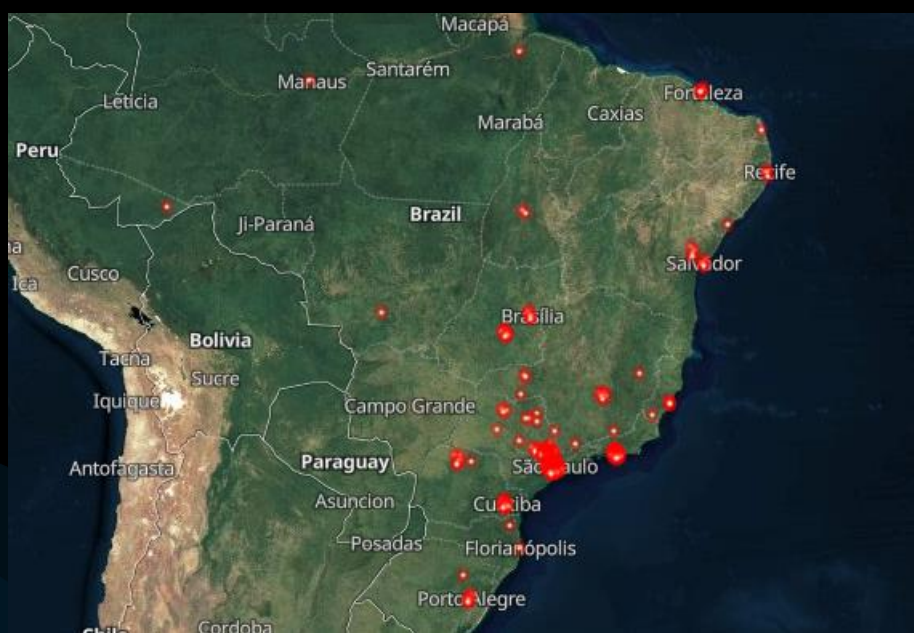 Macapá
Manaus
Santarém
Fortaleza
Leticia
Marabá
Caxias
Peru
Recife
Brazil
Ji-Paraná
Salvador
Cusco
Ica
Brasília
Bolivia
Tacna
Sucre
Iquique
Campo Grande
Antofagasta
Paraguay
São Paulo
Asuncion
Curitiba
Posadas
Florianópolis
Porto Alegre
Cordoba
Chile